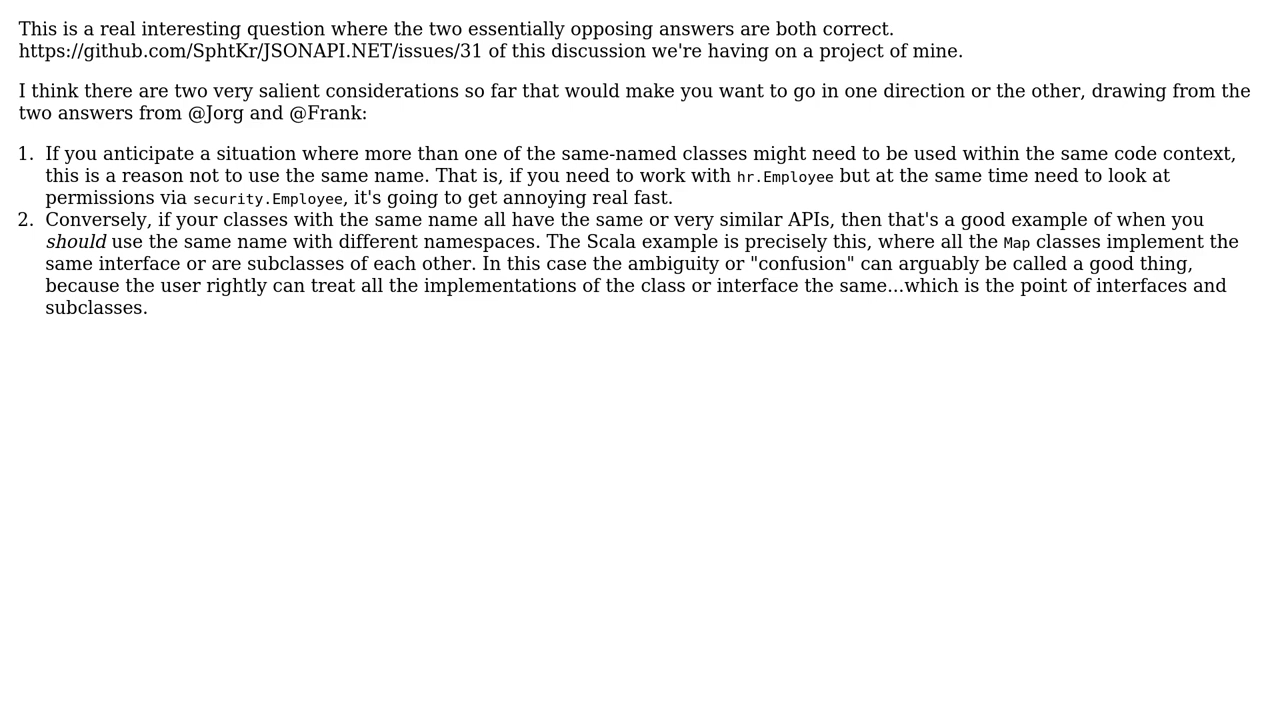 This is a real interesting question where the two essentially opposing answers are both correct.
https://github.com/SphtKr/JSONAPI.NET/issues/31 of this discussion we're having on a project of mine.
I think there are two very salient considerations so far that would make you want to go in one direction or the other, drawing from the
two answers from @Jorg and @Frank:
1. If you anticipate a situation where more than one of the same-named classes might need to be used within the same code context,
this is a reason not to use the same name. That is, if you need to work with hr.Employee but at the same time need to look at
permissions via security.Employee, it's going to get annoying real fast.
2. Conversely, if your classes with the same name all have the same or very similar APIs, then that's a good example of when you
should use the same name with different namespaces. The Scala example is precisely this, where all the Map classes implement the
same interface or are subclasses of each other. In this case the ambiguity or "confusion" can arguably be called a good thing,
because the user rightly can treat all the implementations of the class or interface the same...which is the point of interfaces and
subclasses.